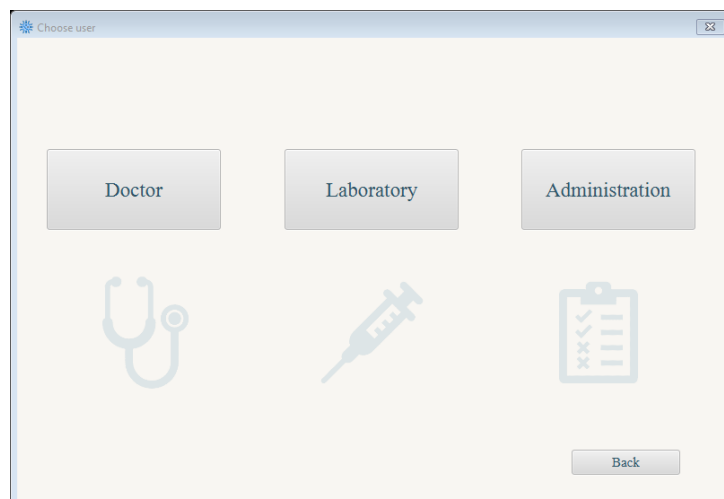 Choose user
Doctor
Laboratory
Administration
Back